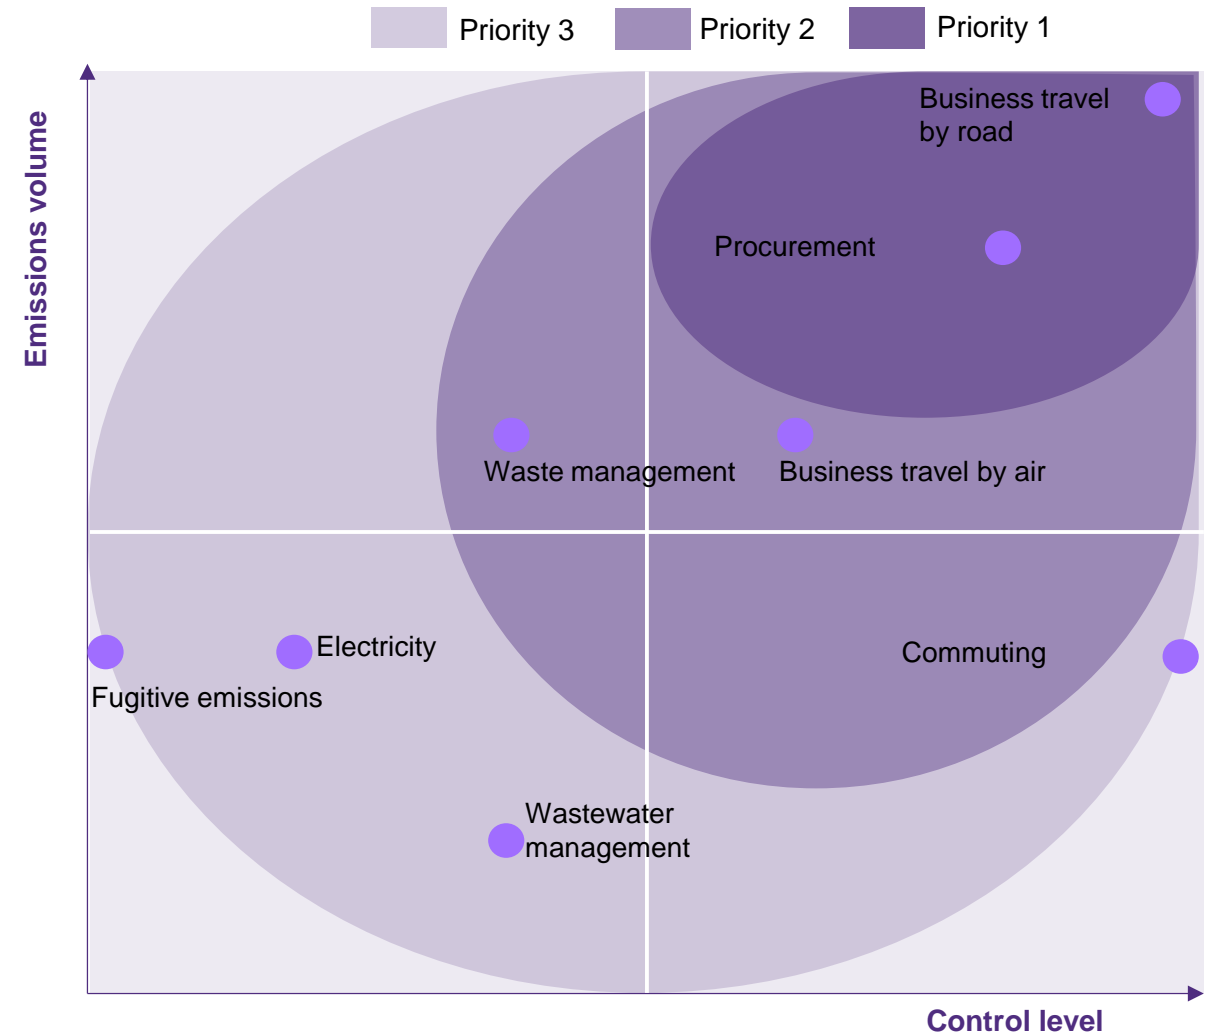 Priority 3
Priority 2
Priority 1
Emissions volume
Business travel
by road
Procurement
Waste management
Business travel by air
Electricity
Commuting
Fugitive emissions
Wastewater
management
Control level